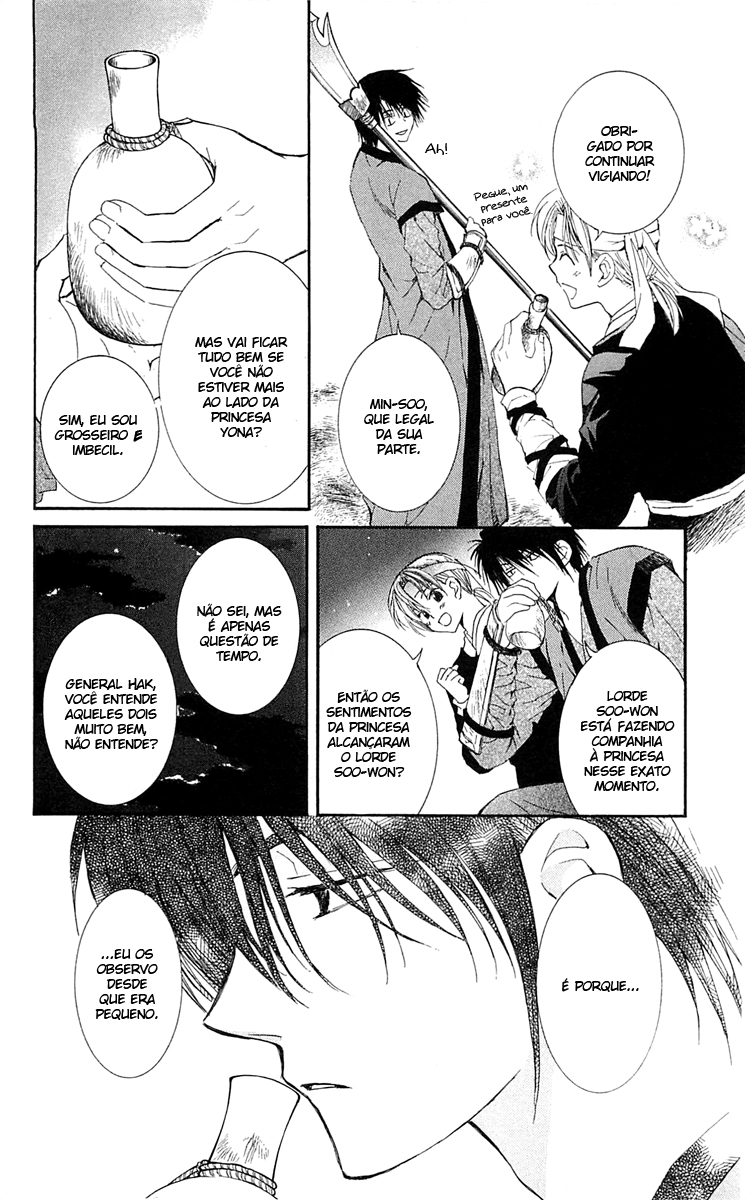 OBRI-
GADO POR
CONTINUAR
VIGIANDO!
Ah!
Pegue, um
presente
para você.
MIN-SOO,
QUE LEGAL
DA SUA
PARTE.
MAS VAI FICAR
TUDO BEM SE
VOCÊ NÃO
ESTIVER MAIS
AO LADO DA
PRINCESA
YONA?
SIM, EU SOU
GROSSEIRO E
IMBECIL.
LORDE
SOO-WON
ESTÁ FAZENDO
COMPANHIA
À PRINCESA
NESSE EXATO
MOMENTO.
ENTÃO OS
SENTIMENTOS
DA PRINCESA
ALCANÇARAM
O LORDE
SOO-WON?
NÃO SEI, MAS
É APENAS
QUESTÃO DE
TEMPO.
GENERAL HAK,
VOCÊ ENTENDE
AQUELES DOIS
MUITO BEM,
NÃO ENTENDE?
É PORQUE...
...EU OS
OBSERVO
DESDE
QUE ERA
PEQUENO.